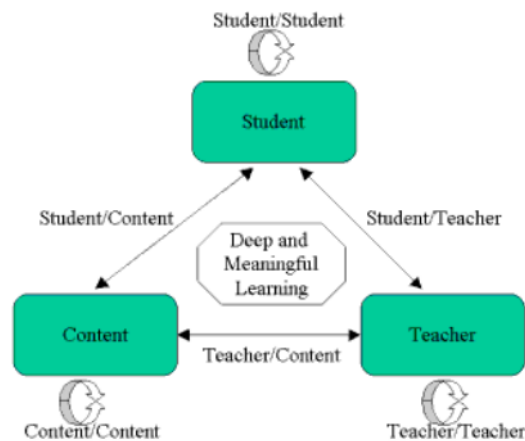 Student/Student
Student
Student/Content
Student/Teacher
Deep and
Meaningful
Learning
Content
Teacher
Teacher/Content
Content/Content
Teacher/Teacher